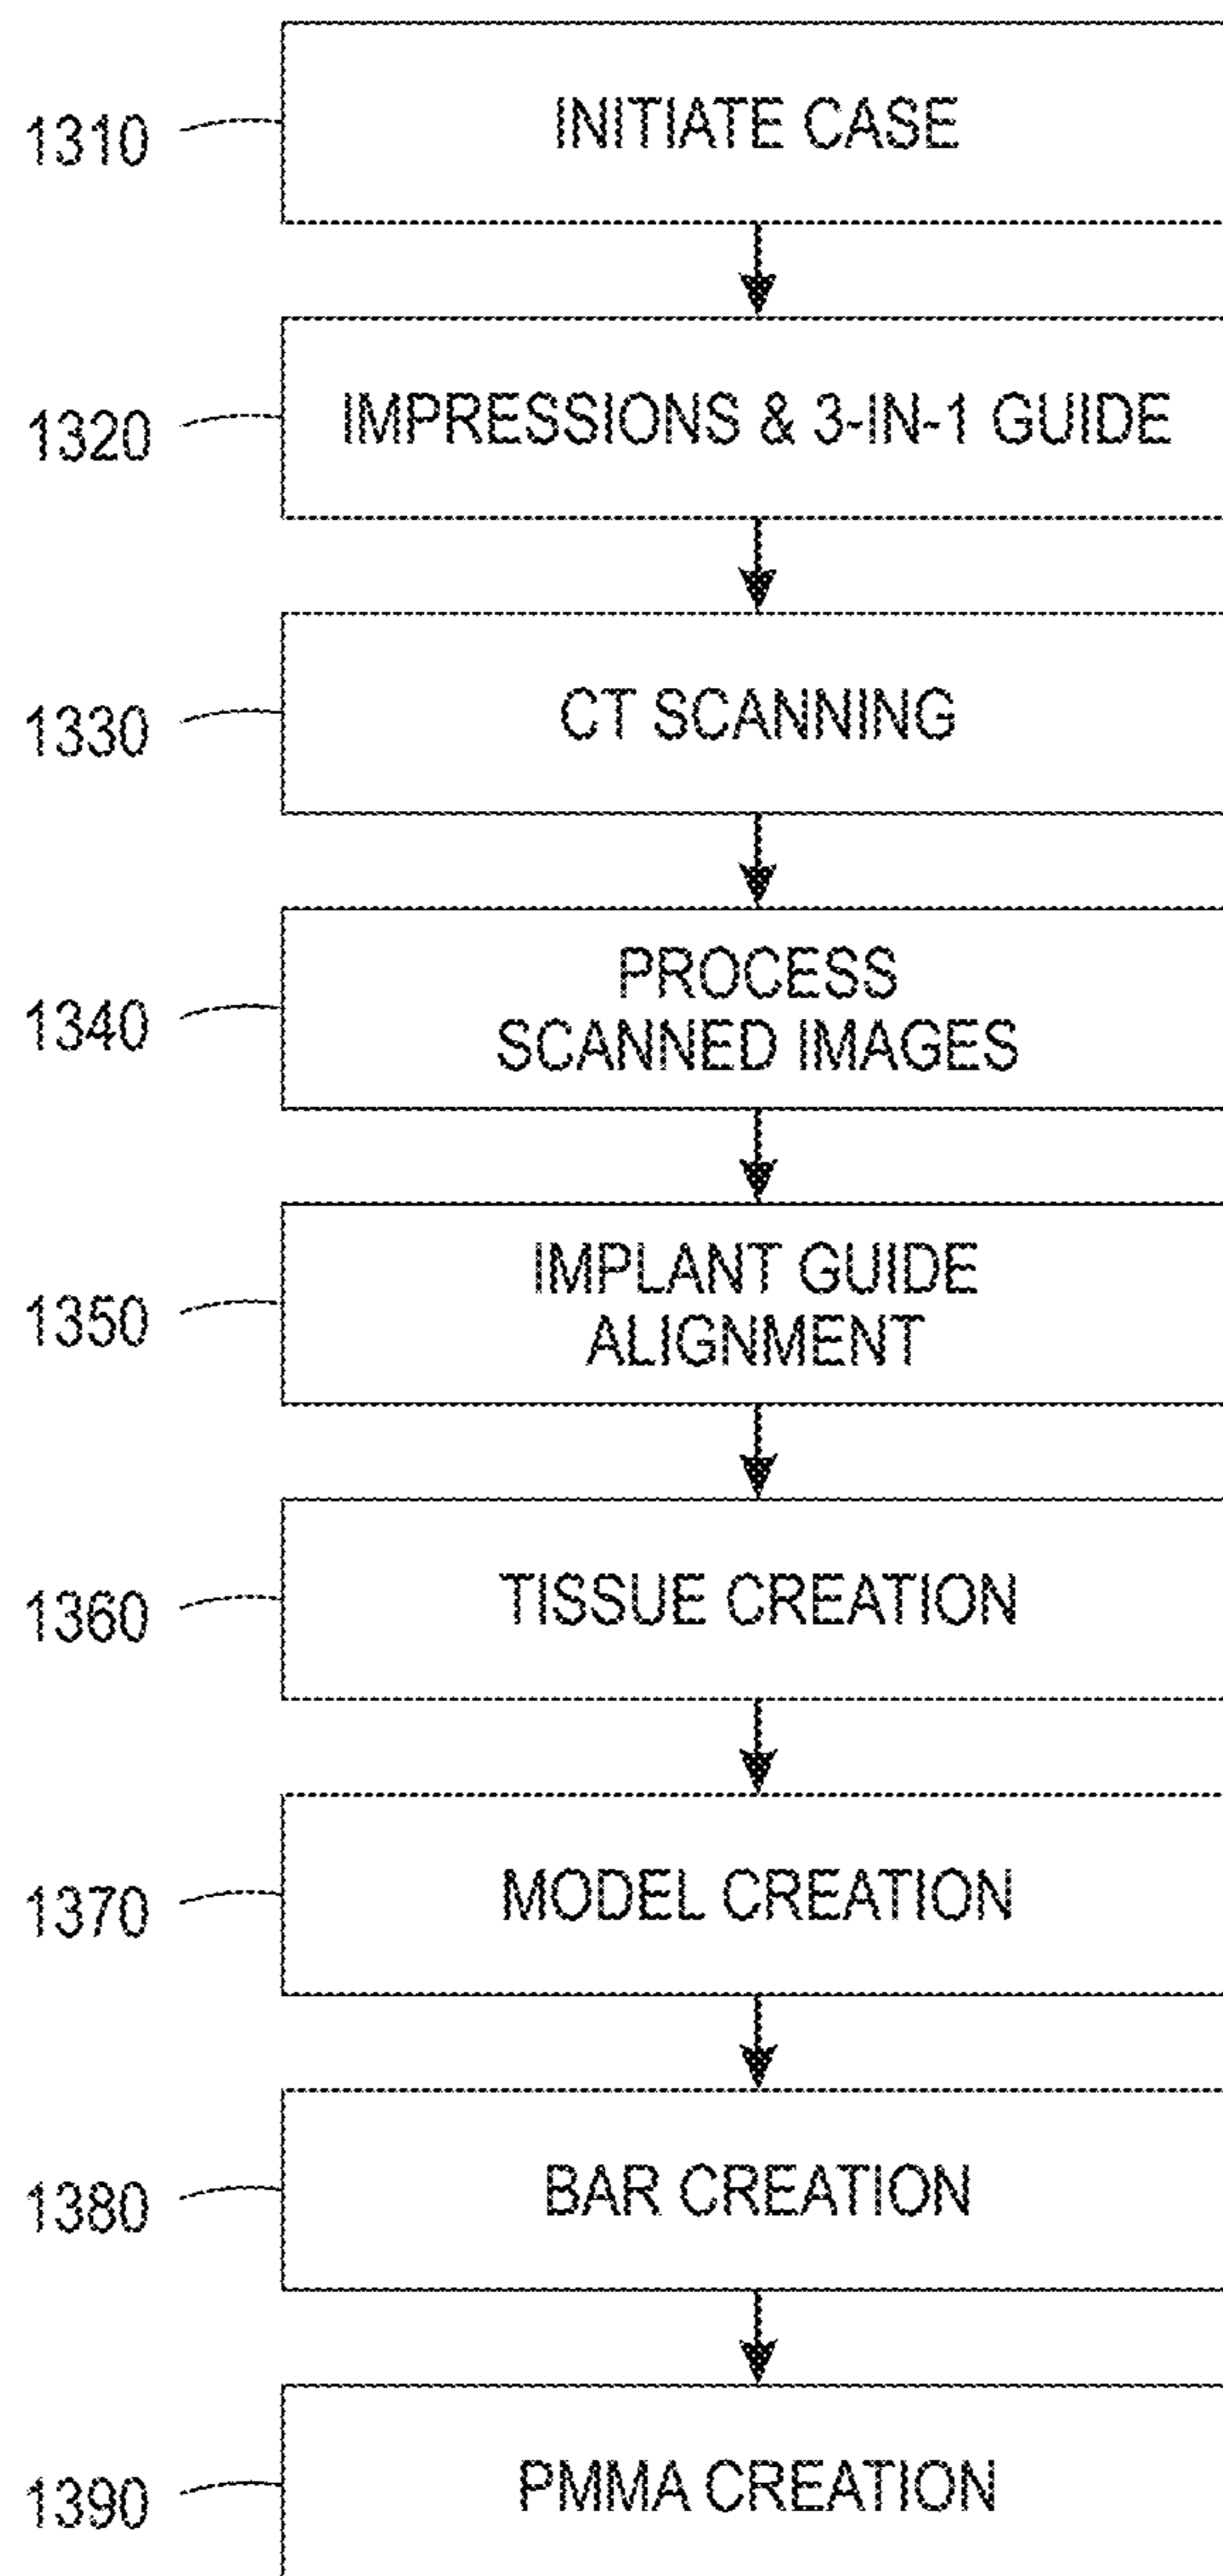 1310
INITIATE CASE
1320
IMPRESSIONS & 3-IN-1 GUIDE
1330
CT SCANNING
1340
PROCESS
SCANNED IMAGES
1350
IMPLANT GUIDE
ALIGNMENT
1360
TISSUE CREATION
1370
MODEL CREATION
1380
BAR CREATION
1390
PMMA CREATION